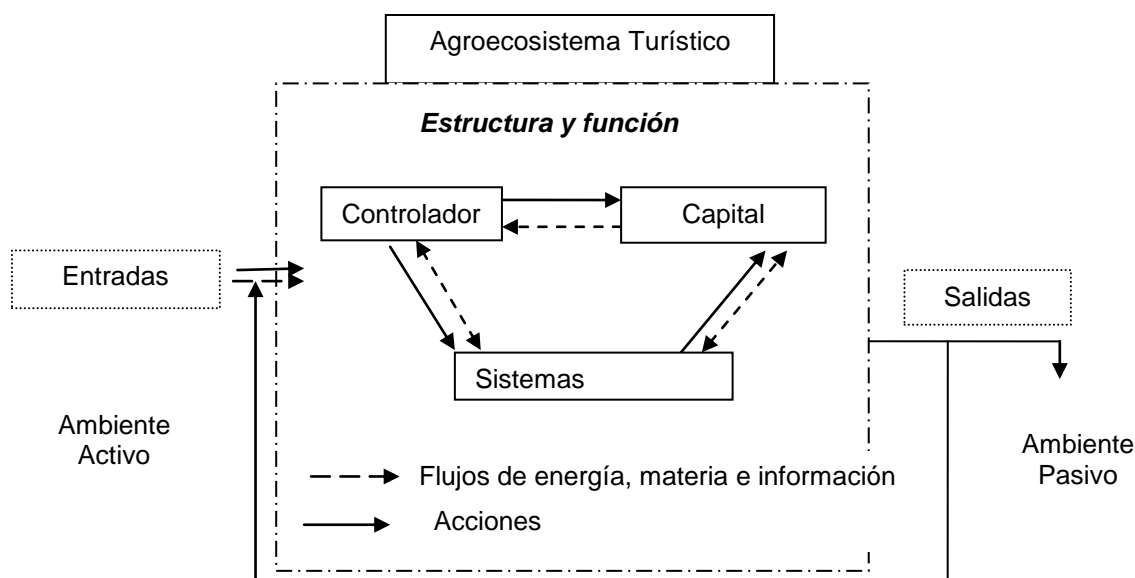 Agroecosistema Turístico
Estructura y función
Controlador
Capital
Entradas
Salidas
Sistemas
Ambiente
Activo
Ambiente
Pasivo
Flujos de energía, materia e información
Acciones